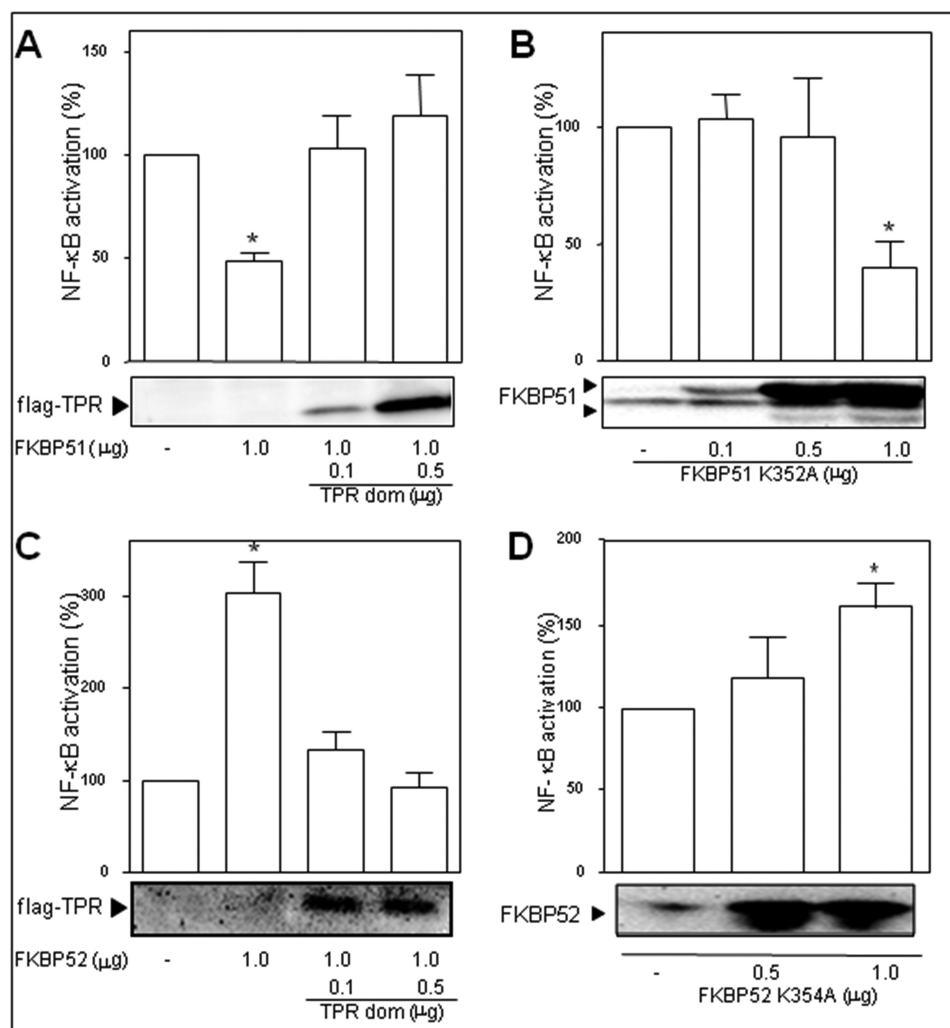 A
NF-κB activation (%)
150
100
50
0
*
flag-TPR
FKBP51 (µg)
- 1.0 1.0 1.0
0.1 0.5
TPR dom (µg)
B
NF-κB activation (%)
100
50
0
*
FKBP51
- 0.1 0.5 1.0
FKBP51 K352A (µg)
C
NF-κB activation (%)
300
200
100
0
*
flag-TPR
FKBP52 (µg)
- 1.0 1.0 1.0
0.1 0.5
TPR dom (µg)
D
NF- κB activation (%)
200
150
100
50
0
*
FKBP52
- 0.5 1.0
FKBP52 K354A (µg)